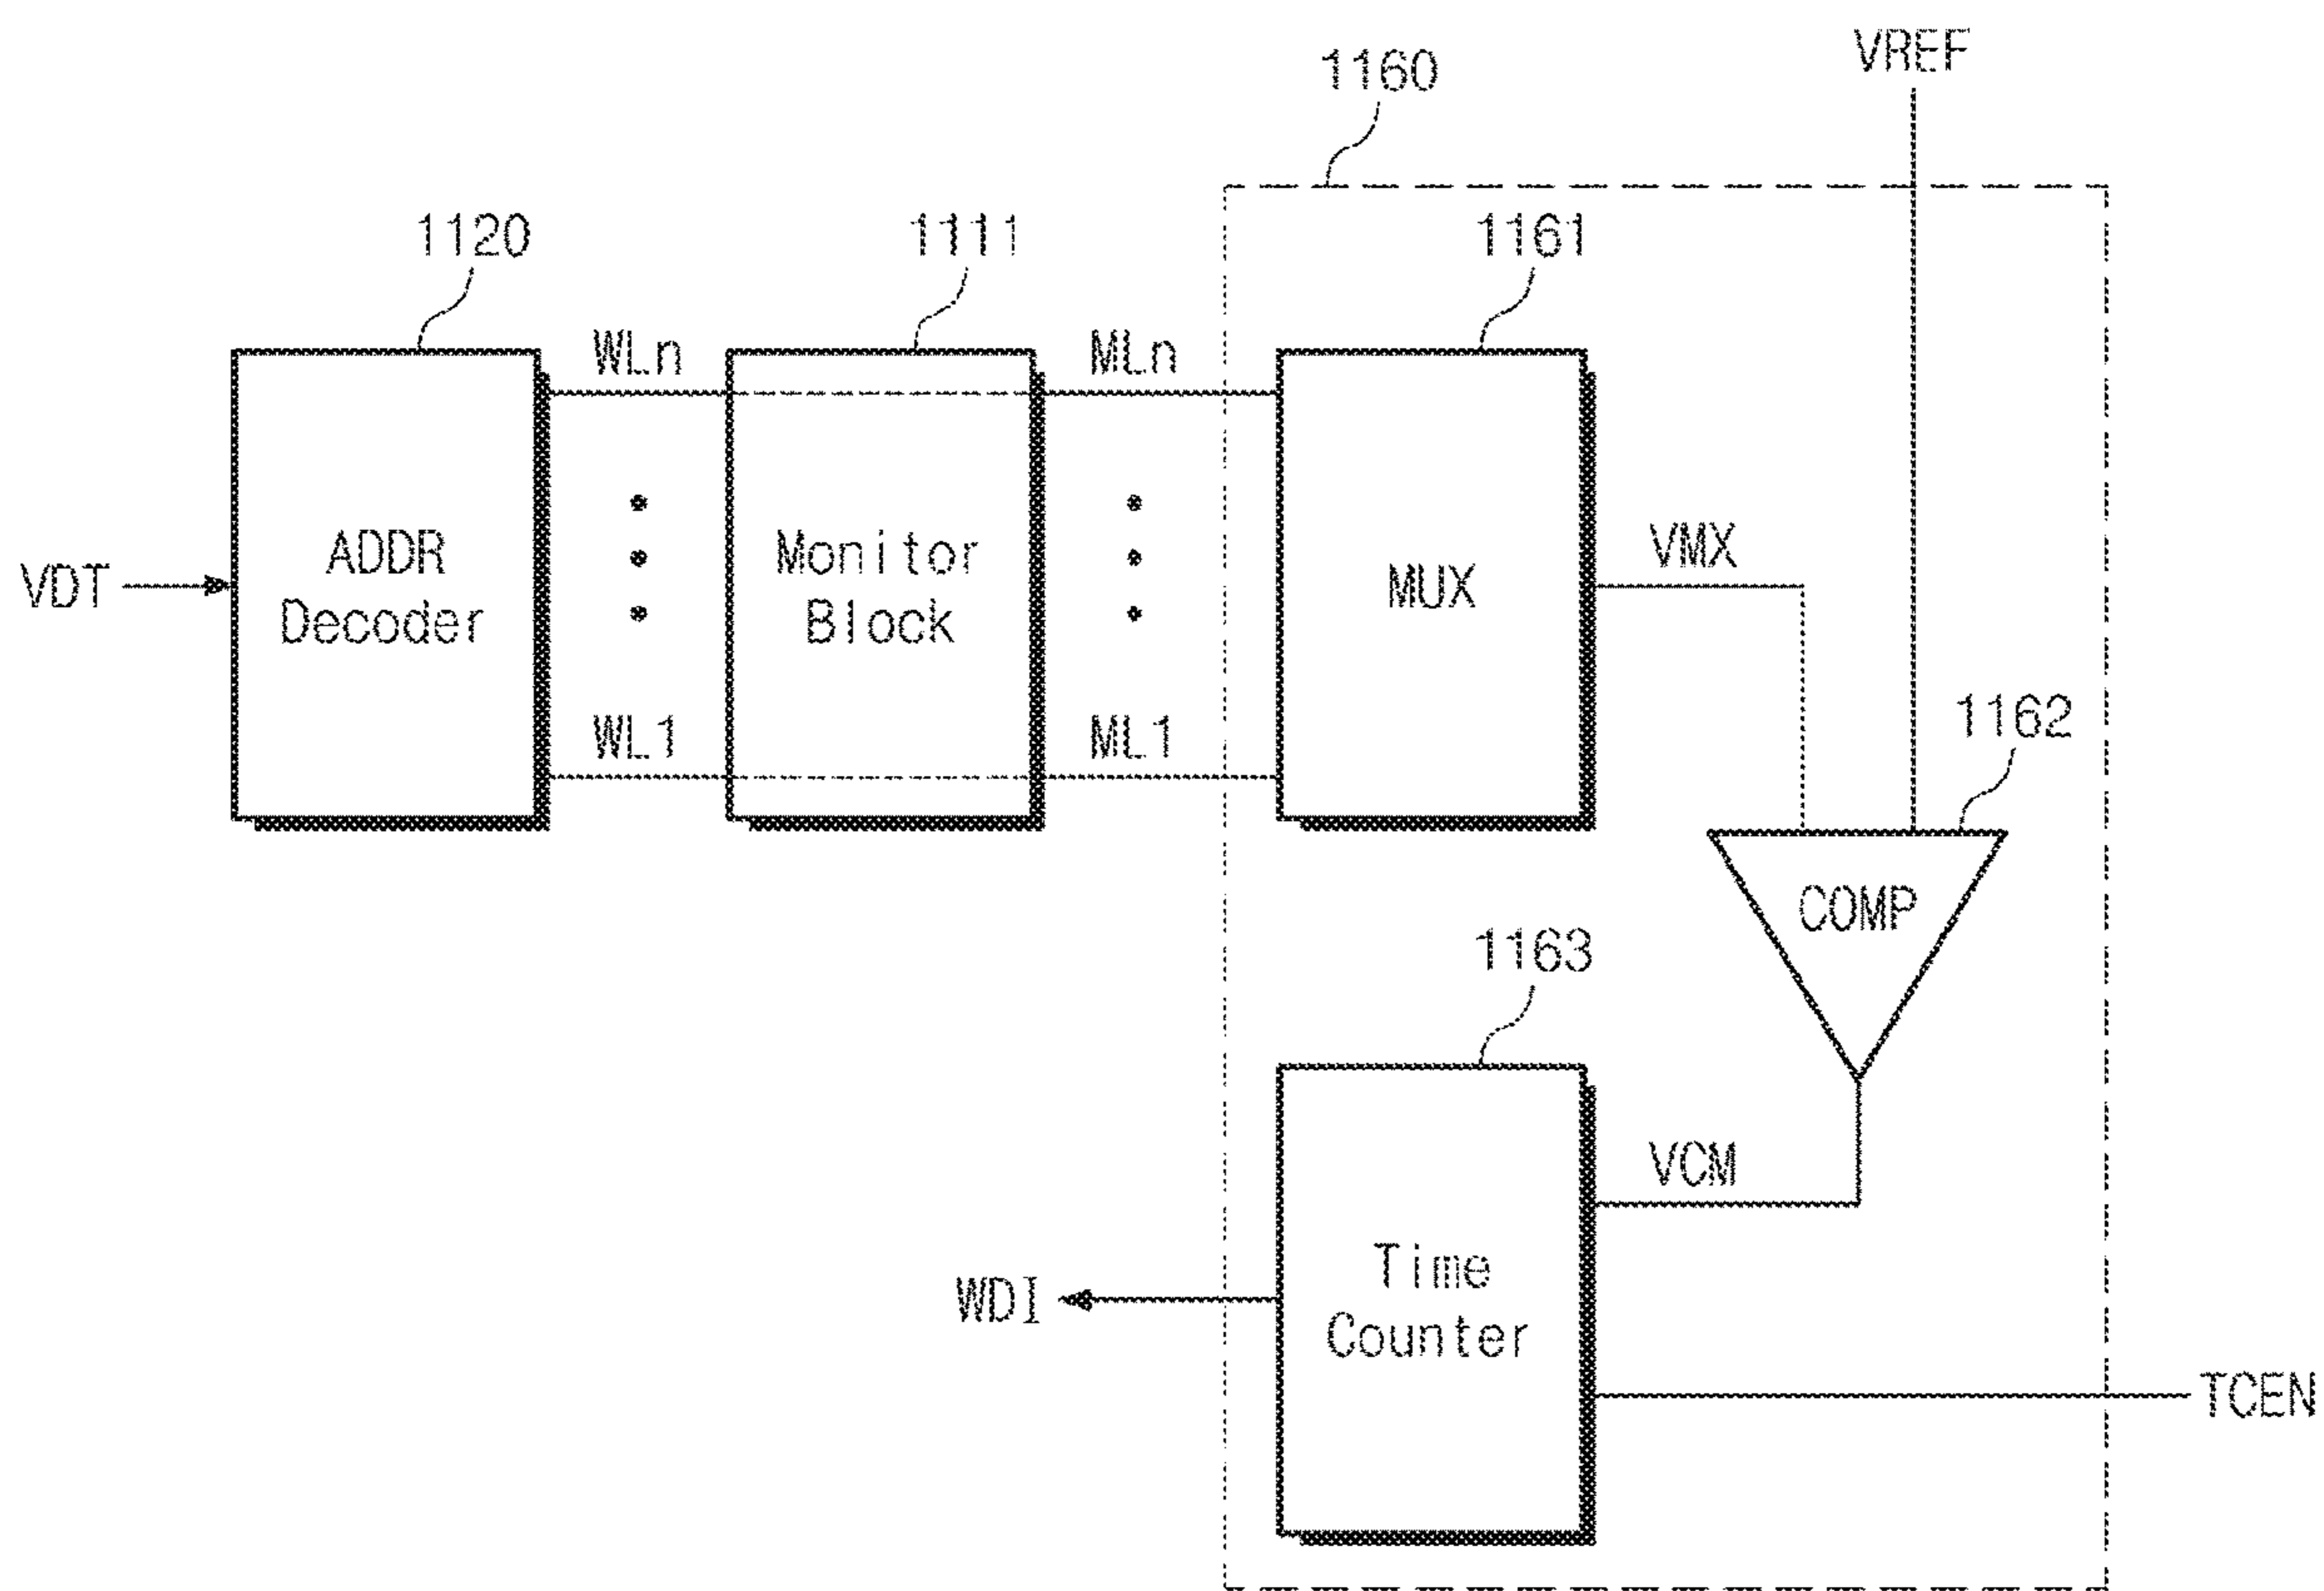 VREF
1160
1120
1111
1161
WLn
MLn
ADDR
Decoder
Monitor
Block
MUX
VMX
VDT
WL1
ML1
1162
COMP
1163
VCM
Time
Counter
WDI
TCEN